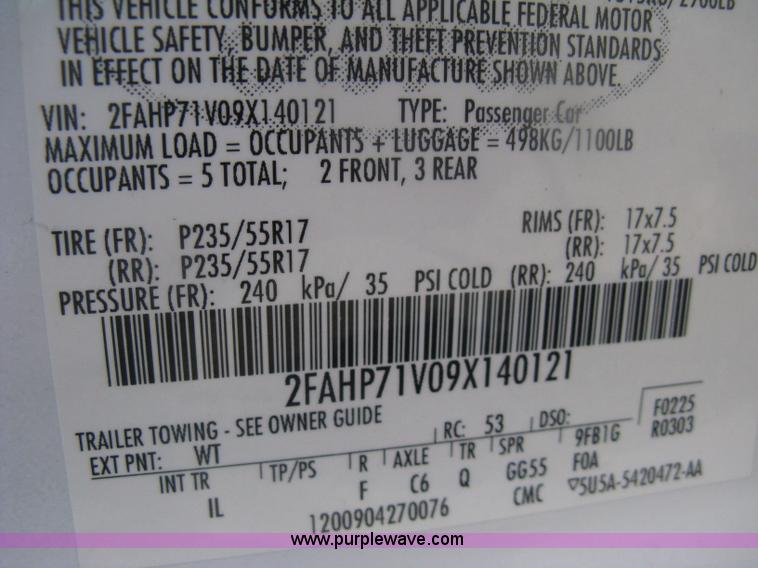 THIS VEHICLE CONFORMS TO ALL APPLICABLE FEDERAL MOTOR
VEHICLE SAFETY, BUMPER, AND THEFT PREVENTION STANDARDS
IN EFFECT ON THE DATE OF MANUFACTURE SHOWN ABOVE.
VIN: 2FAHP71V09X140121 TYPE: Passenger Car
MAXIMUM LOAD = OCCUPANTS + LUGGAGE = 498KG/1100LB
OCCUPANTS = 5 TOTAL; 2 FRONT, 3 REAR
TIRE (FR): P235/55R17 RIMS (FR): 17x7.5
(RR): P235/55R17 (RR): 17x7.5
PRESSURE (FR): 240 kPa/ 35 PSI COLD (RR): 240 kPa/ 35 PSI COLD
2FAHP71V09X140121
TRAILER TOWING - SEE OWNER GUIDE
EXT PNT: WT RC: 53 DSO: F0225
INT TR TP/PS R AXLE TR SPR 9FB1G R0303
IL F C6 Q GG55 F0A
1200904270076 CMC ▽5U5A-5420472-AA
www.purplewave.com